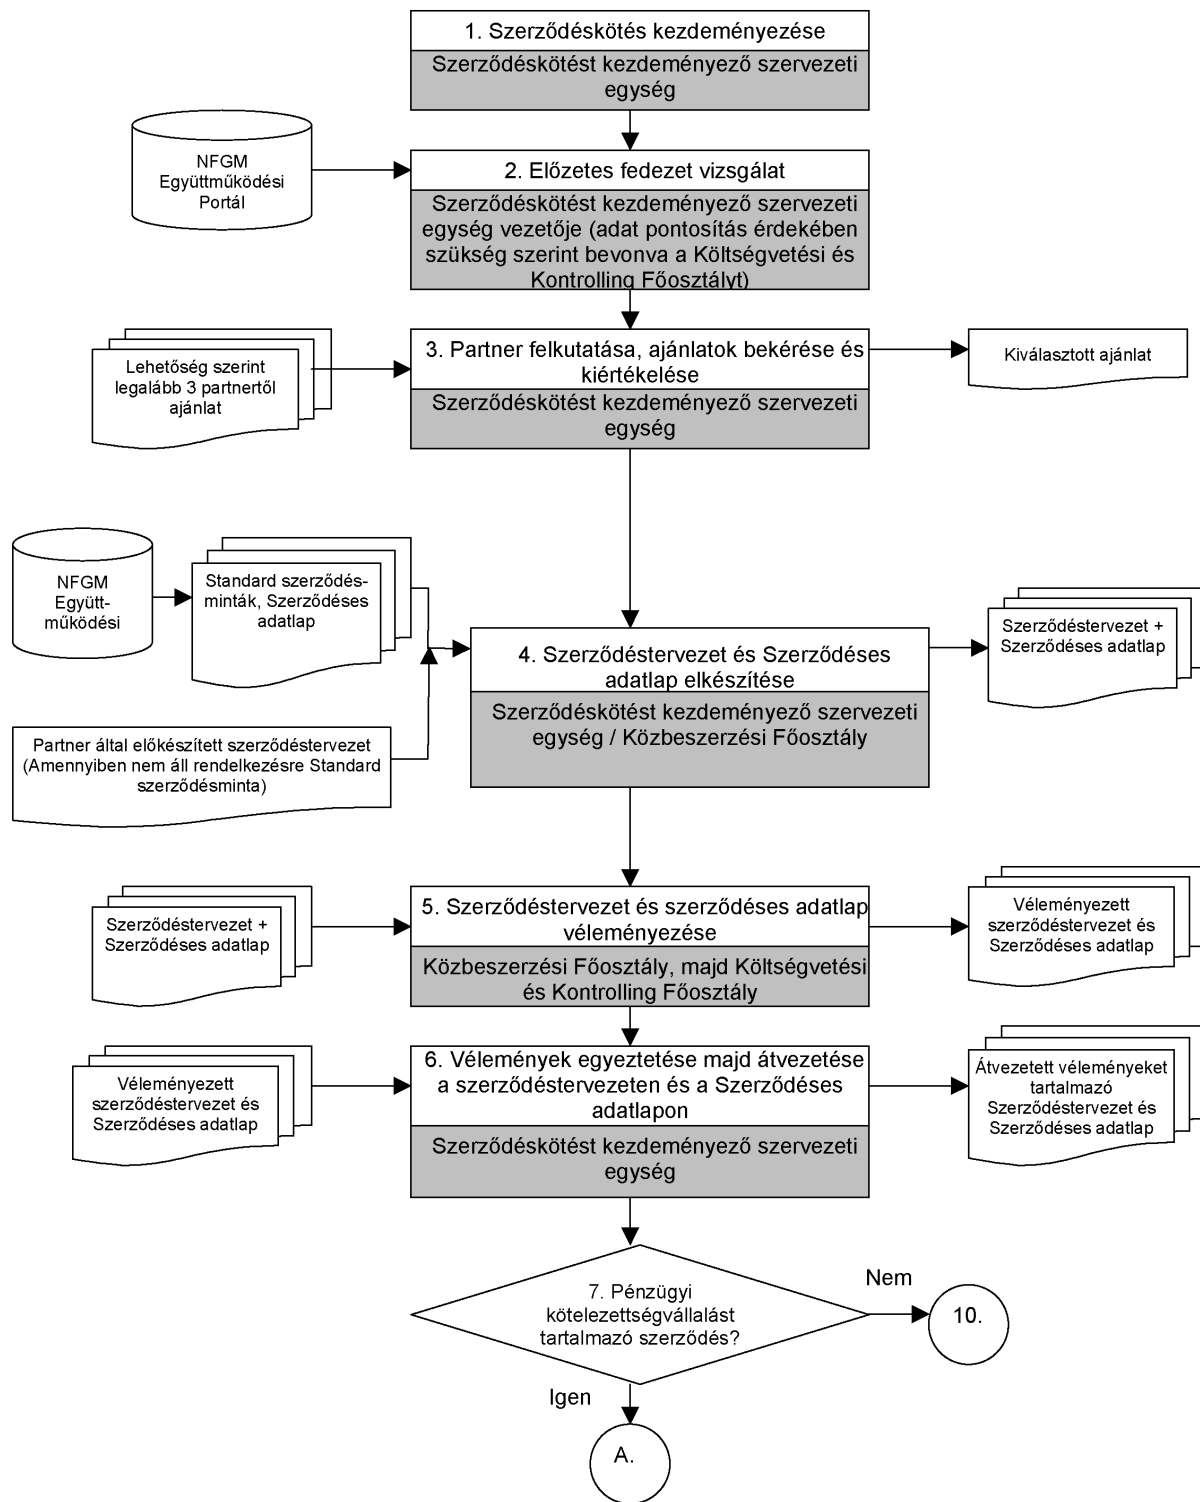 1. Szerződéskötés kezdeményezése
Szerződéskötést kezdeményező szervezeti
egység
NFGM
Együttműködési
Portál
2. Előzetes fedezet vizsgálat
Szerződéskötést kezdeményező szervezeti
egység vezetője (adat pontosítás érdekében
szükség szerint bevonva a Költségvetési és
Kontrolling Főosztályt)
Lehetőség szerint
legalább 3 partnertől
ajánlat
3. Partner felkutatása, ajánlatok bekérése és
kiértékelése
Szerződéskötést kezdeményező szervezeti
egység
Kiválasztott ajánlat
NFGM
Együtt-
működési
Standard szerződés-
minták, Szerződéses
adatlap
4. Szerződéstervezet és Szerződéses
adatlap elkészítése
Szerződéskötést kezdeményező szervezeti
egység / Közbeszerzési Főosztály
Szerződéstervezet +
Szerződéses adatlap
Partner által előkészített szerződéstervezet
(Amennyiben nem áll rendelkezésre Standard
szerződésminta)
Szerződéstervezet +
Szerződéses adatlap
5. Szerződéstervezet és szerződéses adatlap
véleményezése
Közbeszerzési Főosztály, majd Költségvetési
és Kontrolling Főosztály
Véleményezett
szerződéstervezet és
Szerződéses adatlap
Véleményezett
szerződéstervezet és
Szerződéses adatlap
6. Vélemények egyeztetése majd átvezetése
a szerződéstervezeten és a Szerződéses
adatlapon
Szerződéskötést kezdeményező szervezeti
egység
Átvezetett véleményeket
tartalmazó
Szerződéstervezet és
Szerződéses adatlap
7. Pénzügyi
kötelezettségvállalást
tartalmazó szerződés?
Nem
10.
Igen
A.